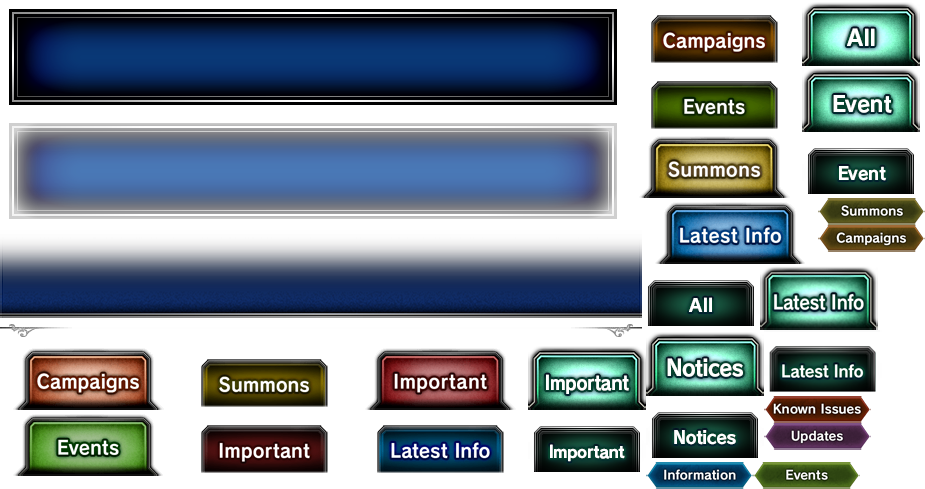 Campaigns
All
Events
Event
Summons
Event
Summons
Latest Info
Campaigns
All
Latest Info
Campaigns
Summons
Important
Important
Notices
Latest Info
Known Issues
Events
Important
Latest Info
Important
Notices
Updates
Information
Events